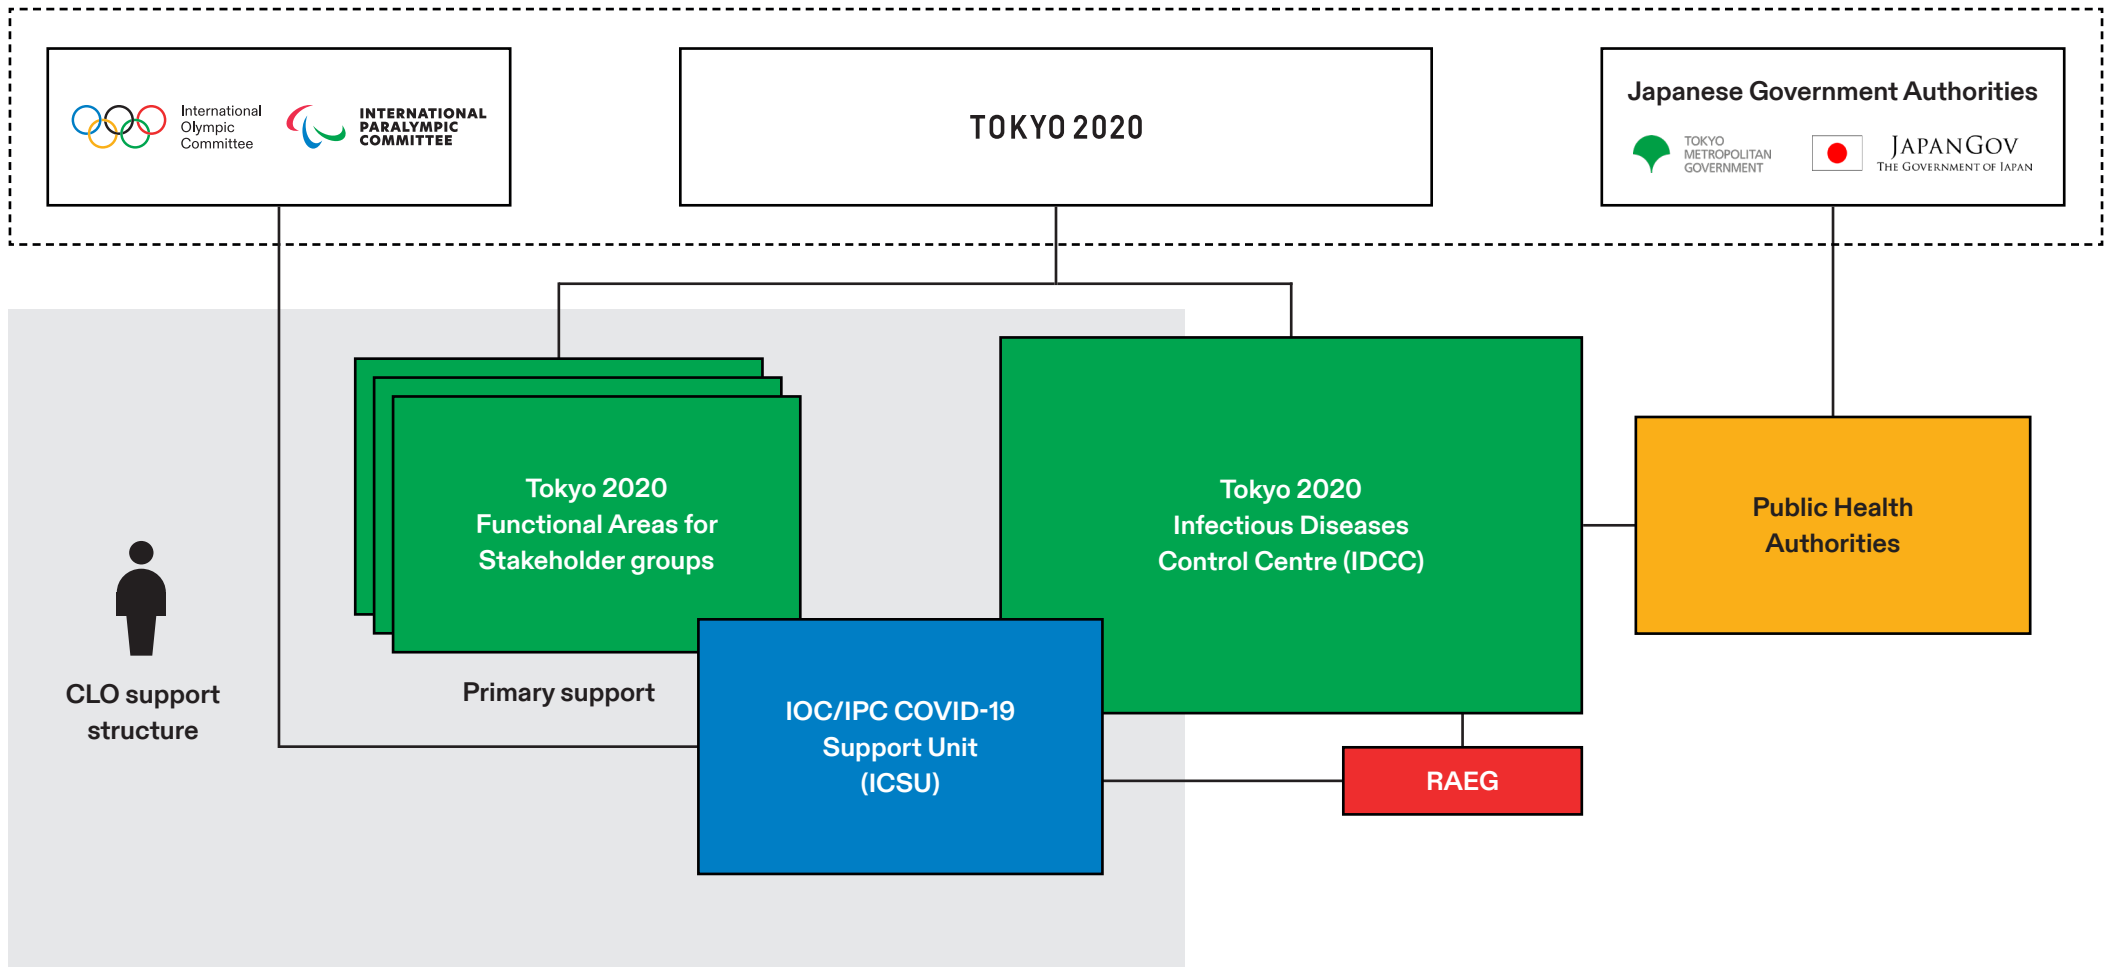 International
Olympic
Committee
INTERNATIONAL
PARALYMPIC
COMMITTEE
TOKYO 2020
Japanese Government Authorities
TOKYO
METROPOLITAN
GOVERNMENT
JAPANGOV
THE GOVERNMENT OF JAPAN
Tokyo 2020
Functional Areas for
Stakeholder groups
Tokyo 2020
Infectious Diseases
Control Centre (IDCC)
Public Health
Authorities
CLO support
structure
Primary support
IOC/IPC COVID-19
Support Unit
(ICSU)
RAEG